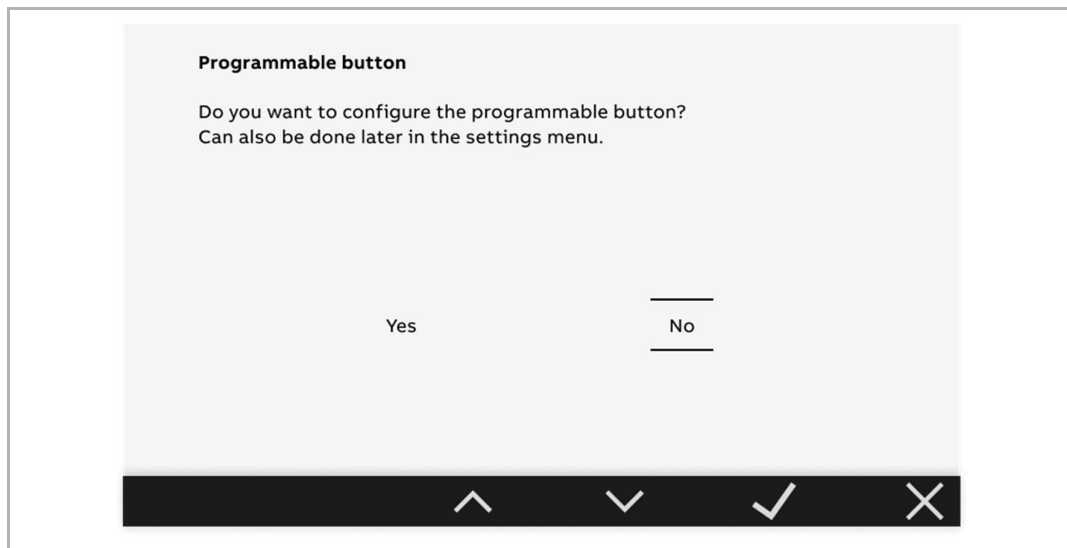 Programmable button
Do you want to configure the programmable button?
Can also be done later in the settings menu.
Yes No